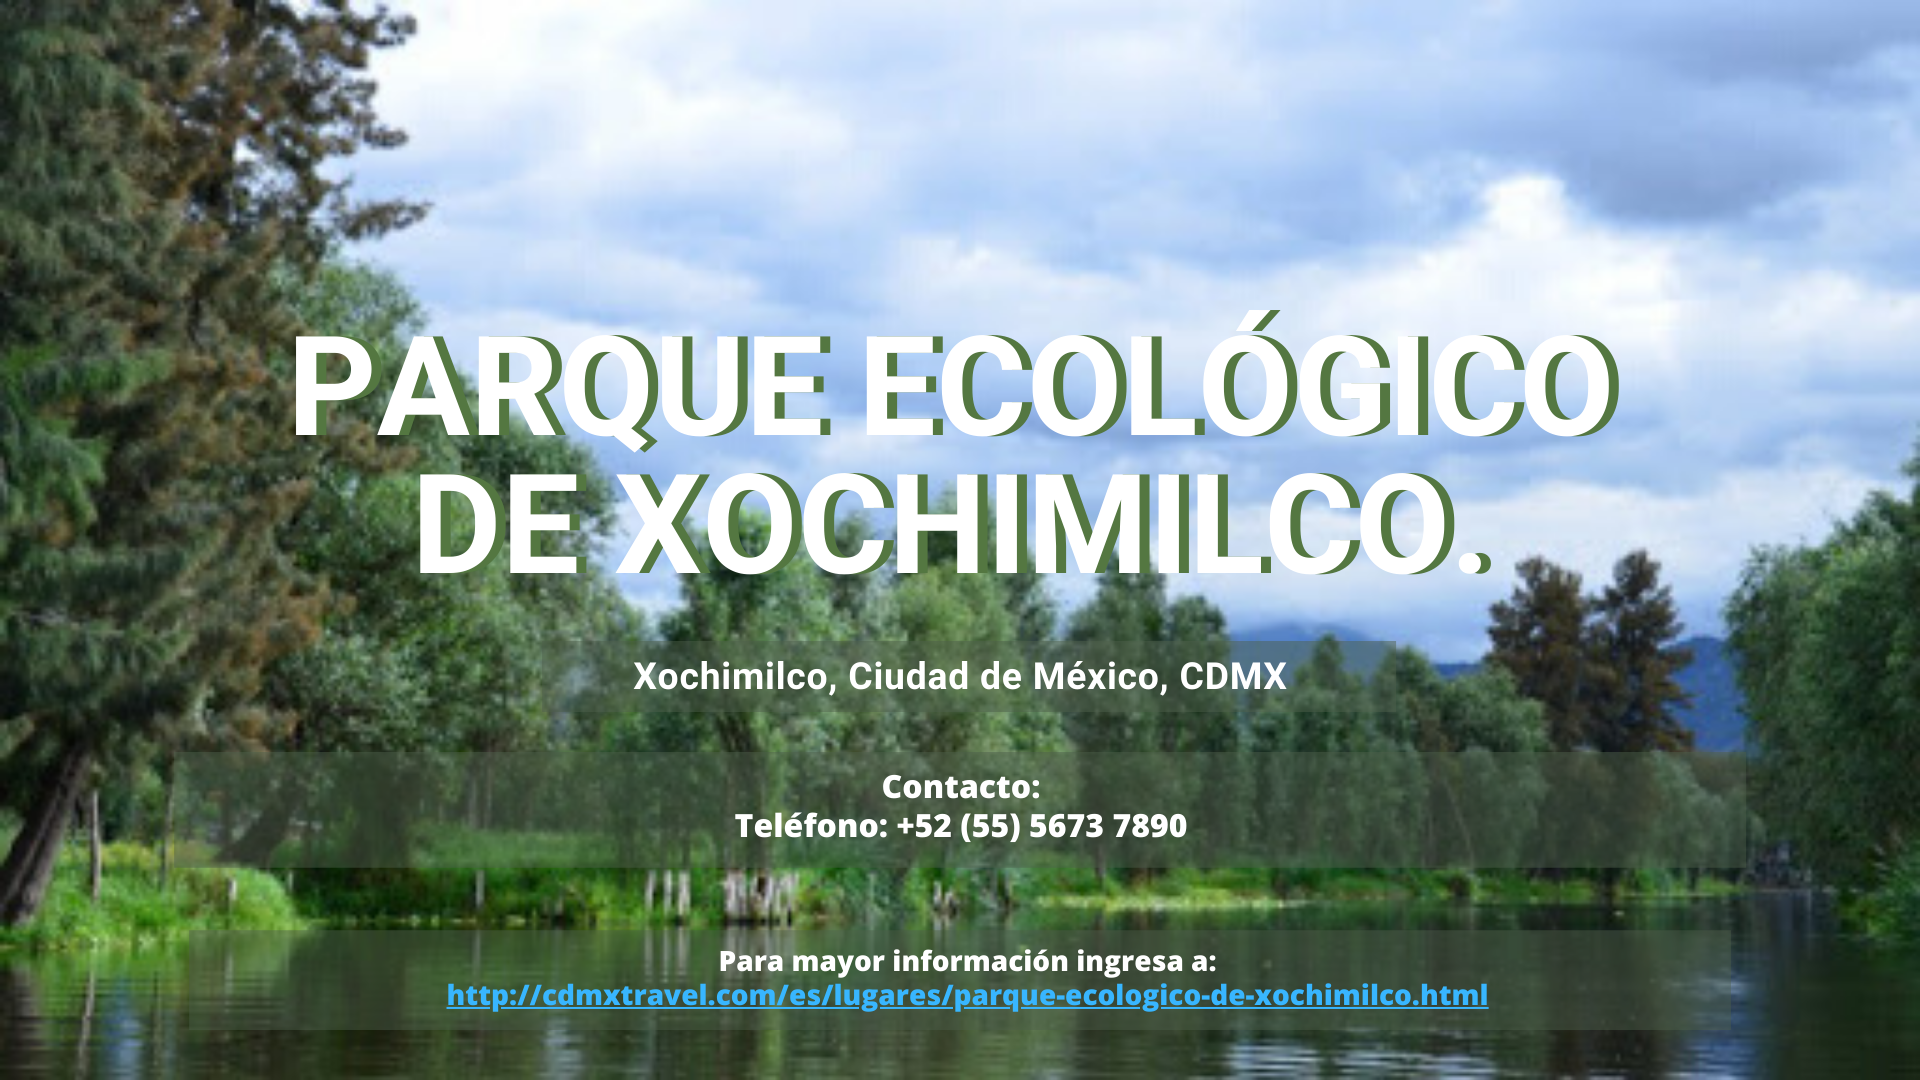 PARQUE ECOLÓGICO
DE XOCHIMILCO.
Xochimilco, Ciudad de México, CDMX
Contacto:
Teléfono: +52 (55) 5673 7890
Para mayor información ingresa a:
http://cdmxtravel.com/es/lugares/parque-ecologico-de-xochimilco.html